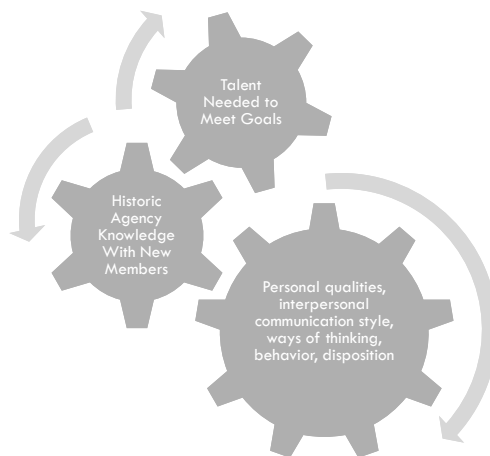 Talent
Needed to
Meet Goals
Historic
Agency
Knowledge
With New
Members
Personal qualities,
interpersonal
communication style,
ways of thinking,
behavior, disposition